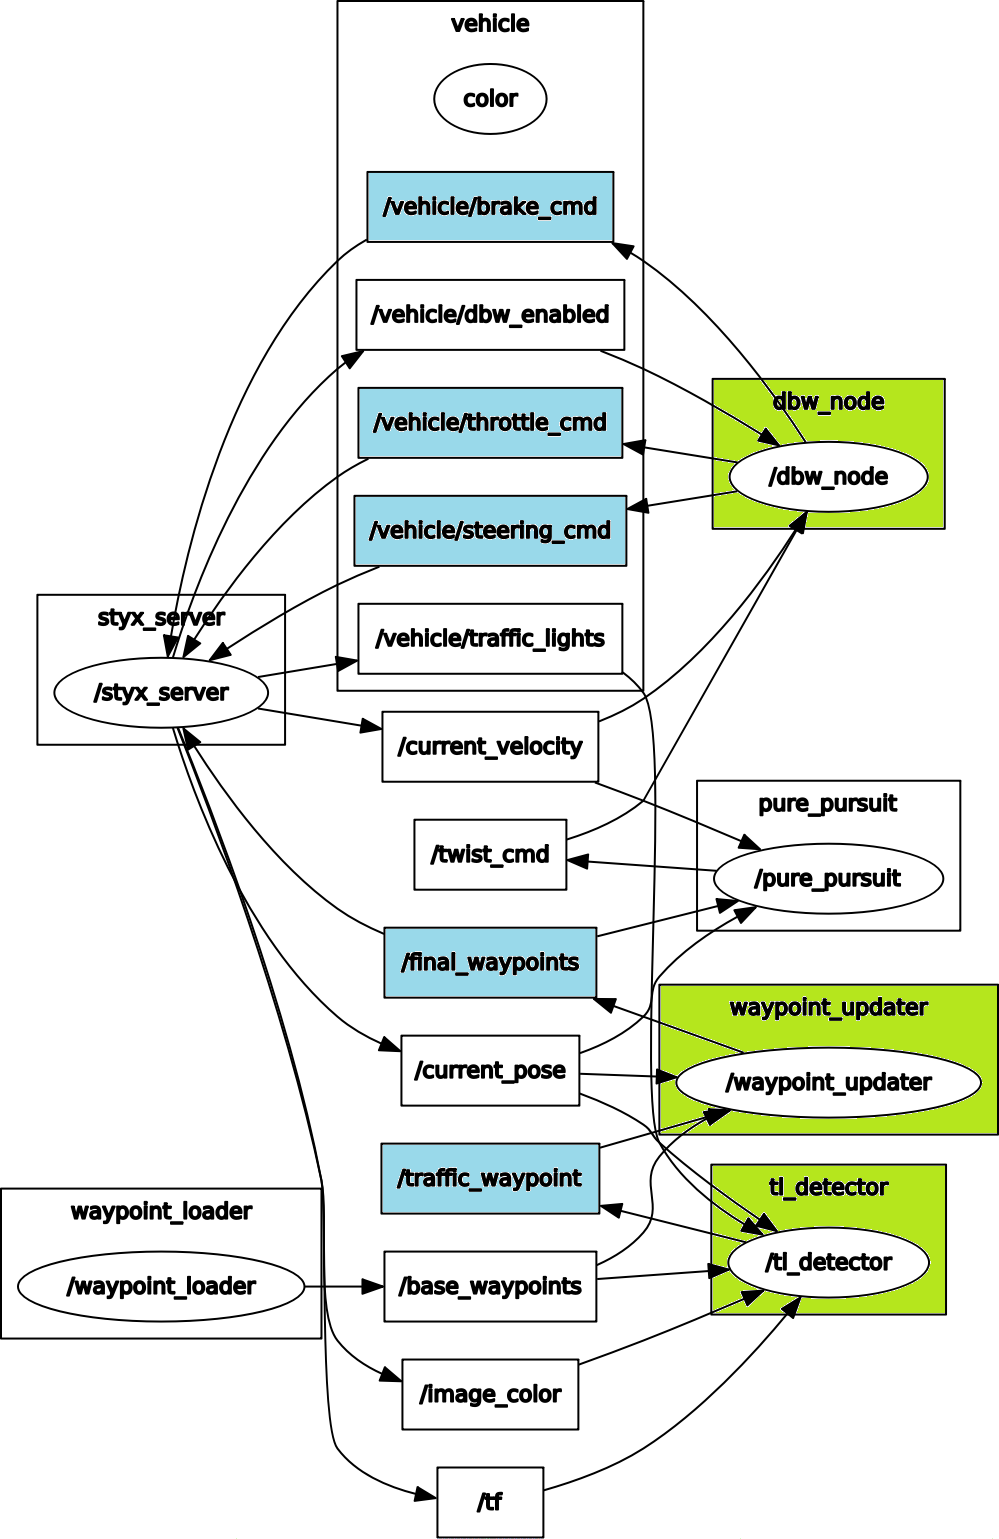 vehicle
color
/vehicle/brake_cmd
/vehicle/dbw_enabled
dbw_node
/vehicle/throttle_cmd
/dbw_node
/vehicle/steering_cmd
styx_server
/vehicle/traffic_lights
/styx_server
/current_velocity
pure_pursuit
/twist_cmd
/pure_pursuit
/final_waypoints
waypoint_updater
/current_pose
/waypoint_updater
/traffic_waypoint
tl_detector
waypoint_loader
/tl_detector
/waypoint_loader
/base_waypoints
/image_color
/tf